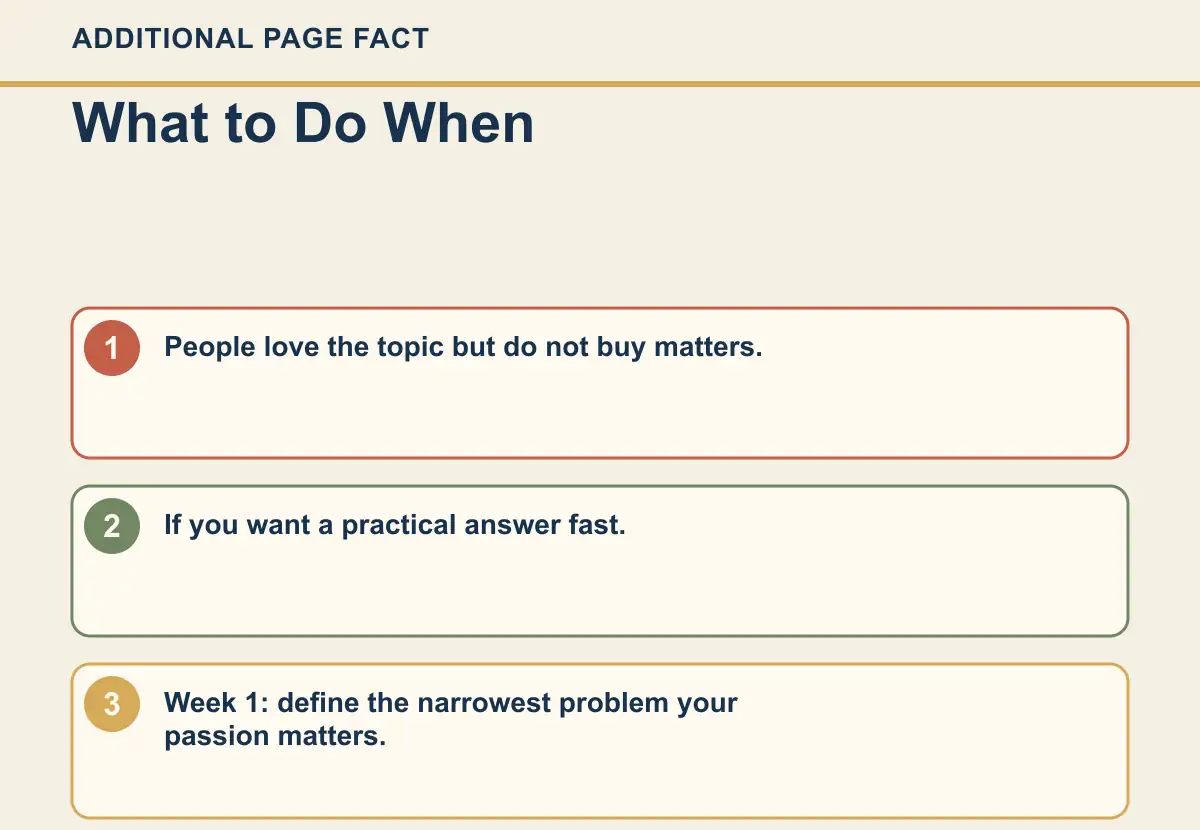 ADDITIONAL PAGE FACT
What to Do When
1
People love the topic but do not buy matters.
2
If you want a practical answer fast.
3
Week 1: define the narrowest problem your
passion matters.